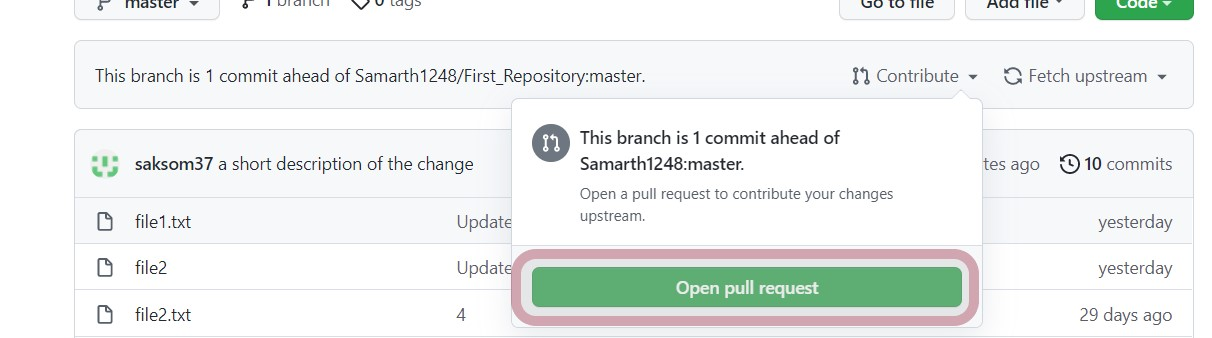 master
1 branch
0 tags
Go to file
Add file
Code
This branch is 1 commit ahead of Samarth1248/First_Repository:master.
Contribute
Fetch upstream
This branch is 1 commit ahead of
Samarth1248:master.
Open a pull request to contribute your changes
upstream.
Open pull request
saksom37 a short description of the change
tes ago
10 commits
file1.txt
Update
yesterday
file2
Update
yesterday
file2.txt
4
29 days ago